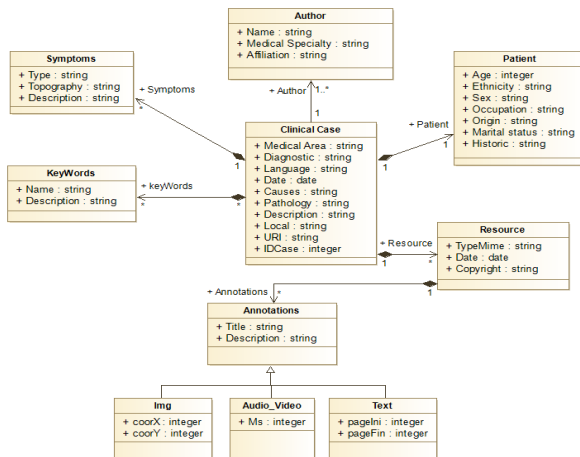 Author
+ Name : string
+ Medical Specialty : string
+ Affiliation : string
Symptoms
+ Type : string
+ Topography : string
+ Description : string
Patient
+ Age : integer
+ Ethnicity : string
+ Sex : string
+ Occupation : string
+ Origin : string
+ Marital status : string
+ Historic : string
+ Symptoms
*
1
+ Author
1..*
1
+ Patient
1
1
Clinical Case
+ Medical Area : string
+ Diagnostic : string
+ Language : string
+ Date : date
+ Causes : string
+ Pathology : string
+ Description : string
+ Local : string
+ URI : string
+ IDCase : integer
KeyWords
+ Name : string
+ Description : string
+ keyWords
*
*
Resource
+ TypeMime : string
+ Date : date
+ Copyright : string
+ Resource
1
*
+ Annotations
*
1
Annotations
+ Title : string
+ Description : string
Img
+ coorX : integer
+ coorY : integer
Audio_Video
+ Ms : integer
Text
+ pageIni : integer
+ pageFin : integer